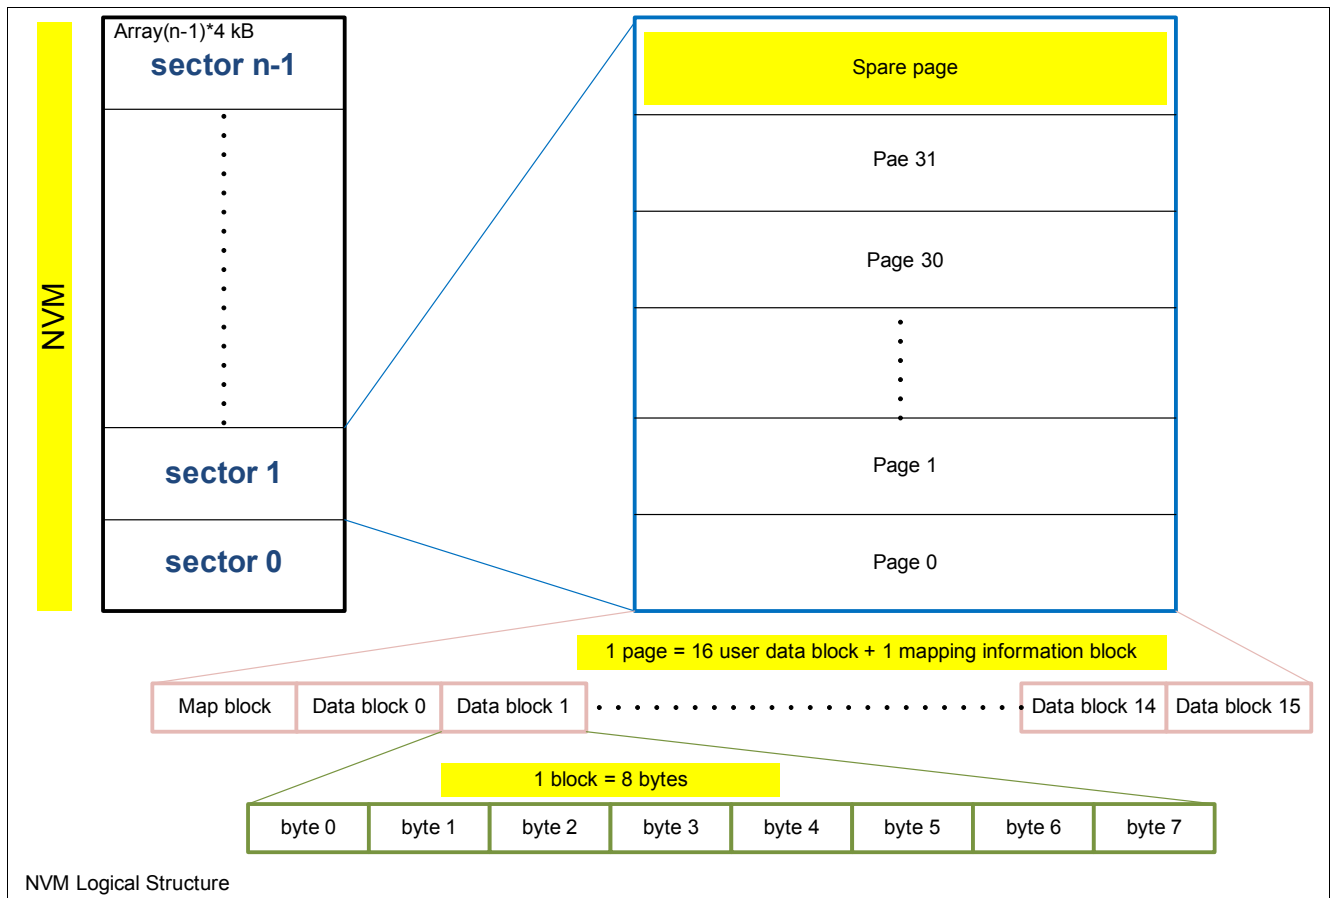 Array(n-1)*4 kB
sector n-1
NVM
sector 1
sector 0
Spare page
Pae 31
Page 30
Page 1
Page 0
1 page = 16 user data block + 1 mapping information block
Map block Data block 0 Data block 1 Data block 14 Data block 15
1 block = 8 bytes
byte 0 byte 1 byte 2 byte 3 byte 4 byte 5 byte 6 byte 7
NVM Logical Structure